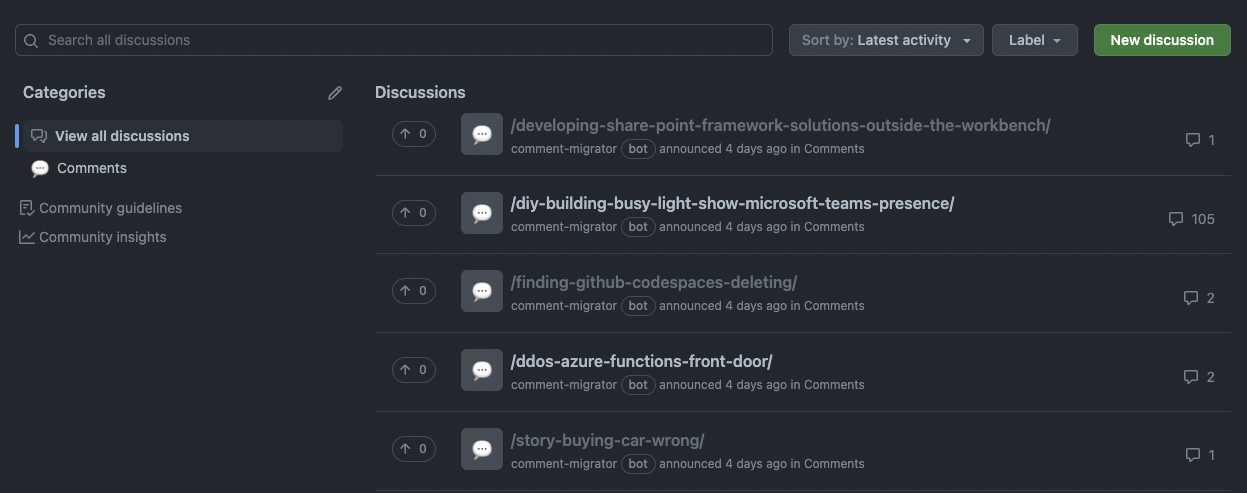 Search all discussions
Sort by: Latest activity
Label
New discussion
Categories
View all discussions
Comments
Community guidelines
Community insights
Discussions
0
/developing-share-point-framework-solutions-outside-the-workbench/
comment-migrator bot announced 4 days ago in Comments
1
0
/diy-building-busy-light-show-microsoft-teams-presence/
comment-migrator bot announced 4 days ago in Comments
105
0
/finding-github-codespaces-deleting/
comment-migrator bot announced 4 days ago in Comments
2
0
/ddos-azure-functions-front-door/
comment-migrator bot announced 4 days ago in Comments
2
0
/story-buying-car-wrong/
comment-migrator bot announced 4 days ago in Comments
1